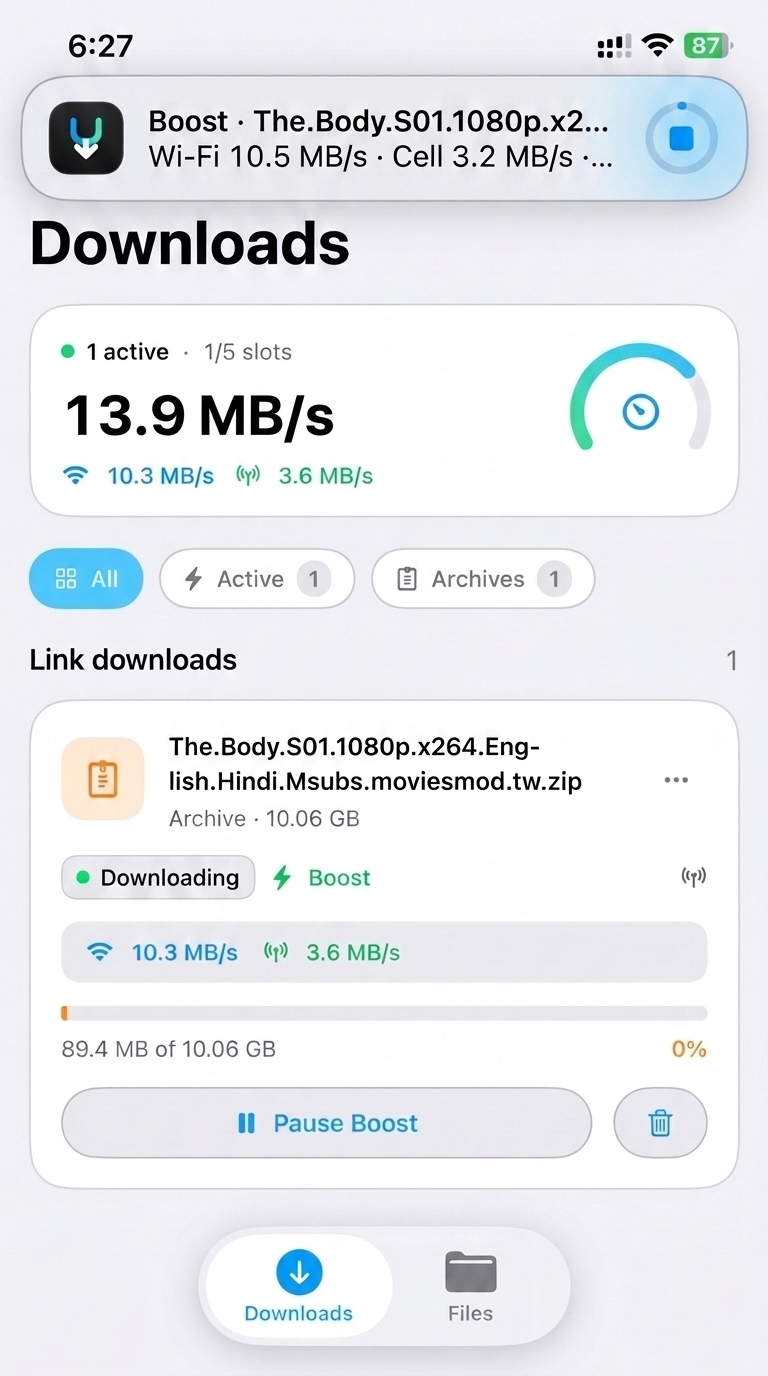 6:27
87
Boost · The.Body.S01.1080p.x2...
Wi-Fi 10.5 MB/s · Cell 3.2 MB/s ·...
Downloads
1 active · 1/5 slots
13.9 MB/s
10.3 MB/s 3.6 MB/s
All Active 1 Archives 1
Link downloads 1
The.Body.S01.1080p.x264.Eng-
lish.Hindi.Msubs.moviesmod.tw.zip
Archive · 10.06 GB
Downloading Boost
10.3 MB/s 3.6 MB/s
89.4 MB of 10.06 GB 0%
Pause Boost
Downloads Files